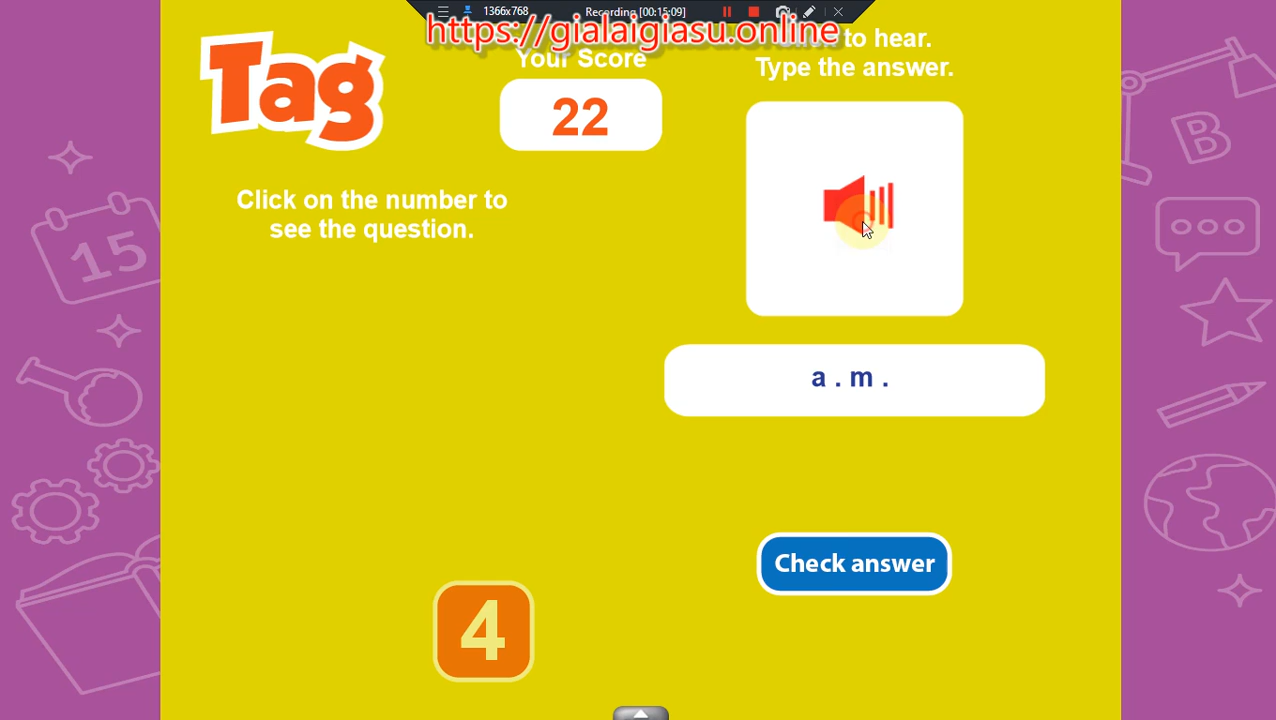 1366x768
Recording [00:15:09]
https://gialaigiasu.online
Tag
Your Score
22
to hear.
Type the answer.
Click on the number to
see the question.
a . m .
Check answer
4
15
B